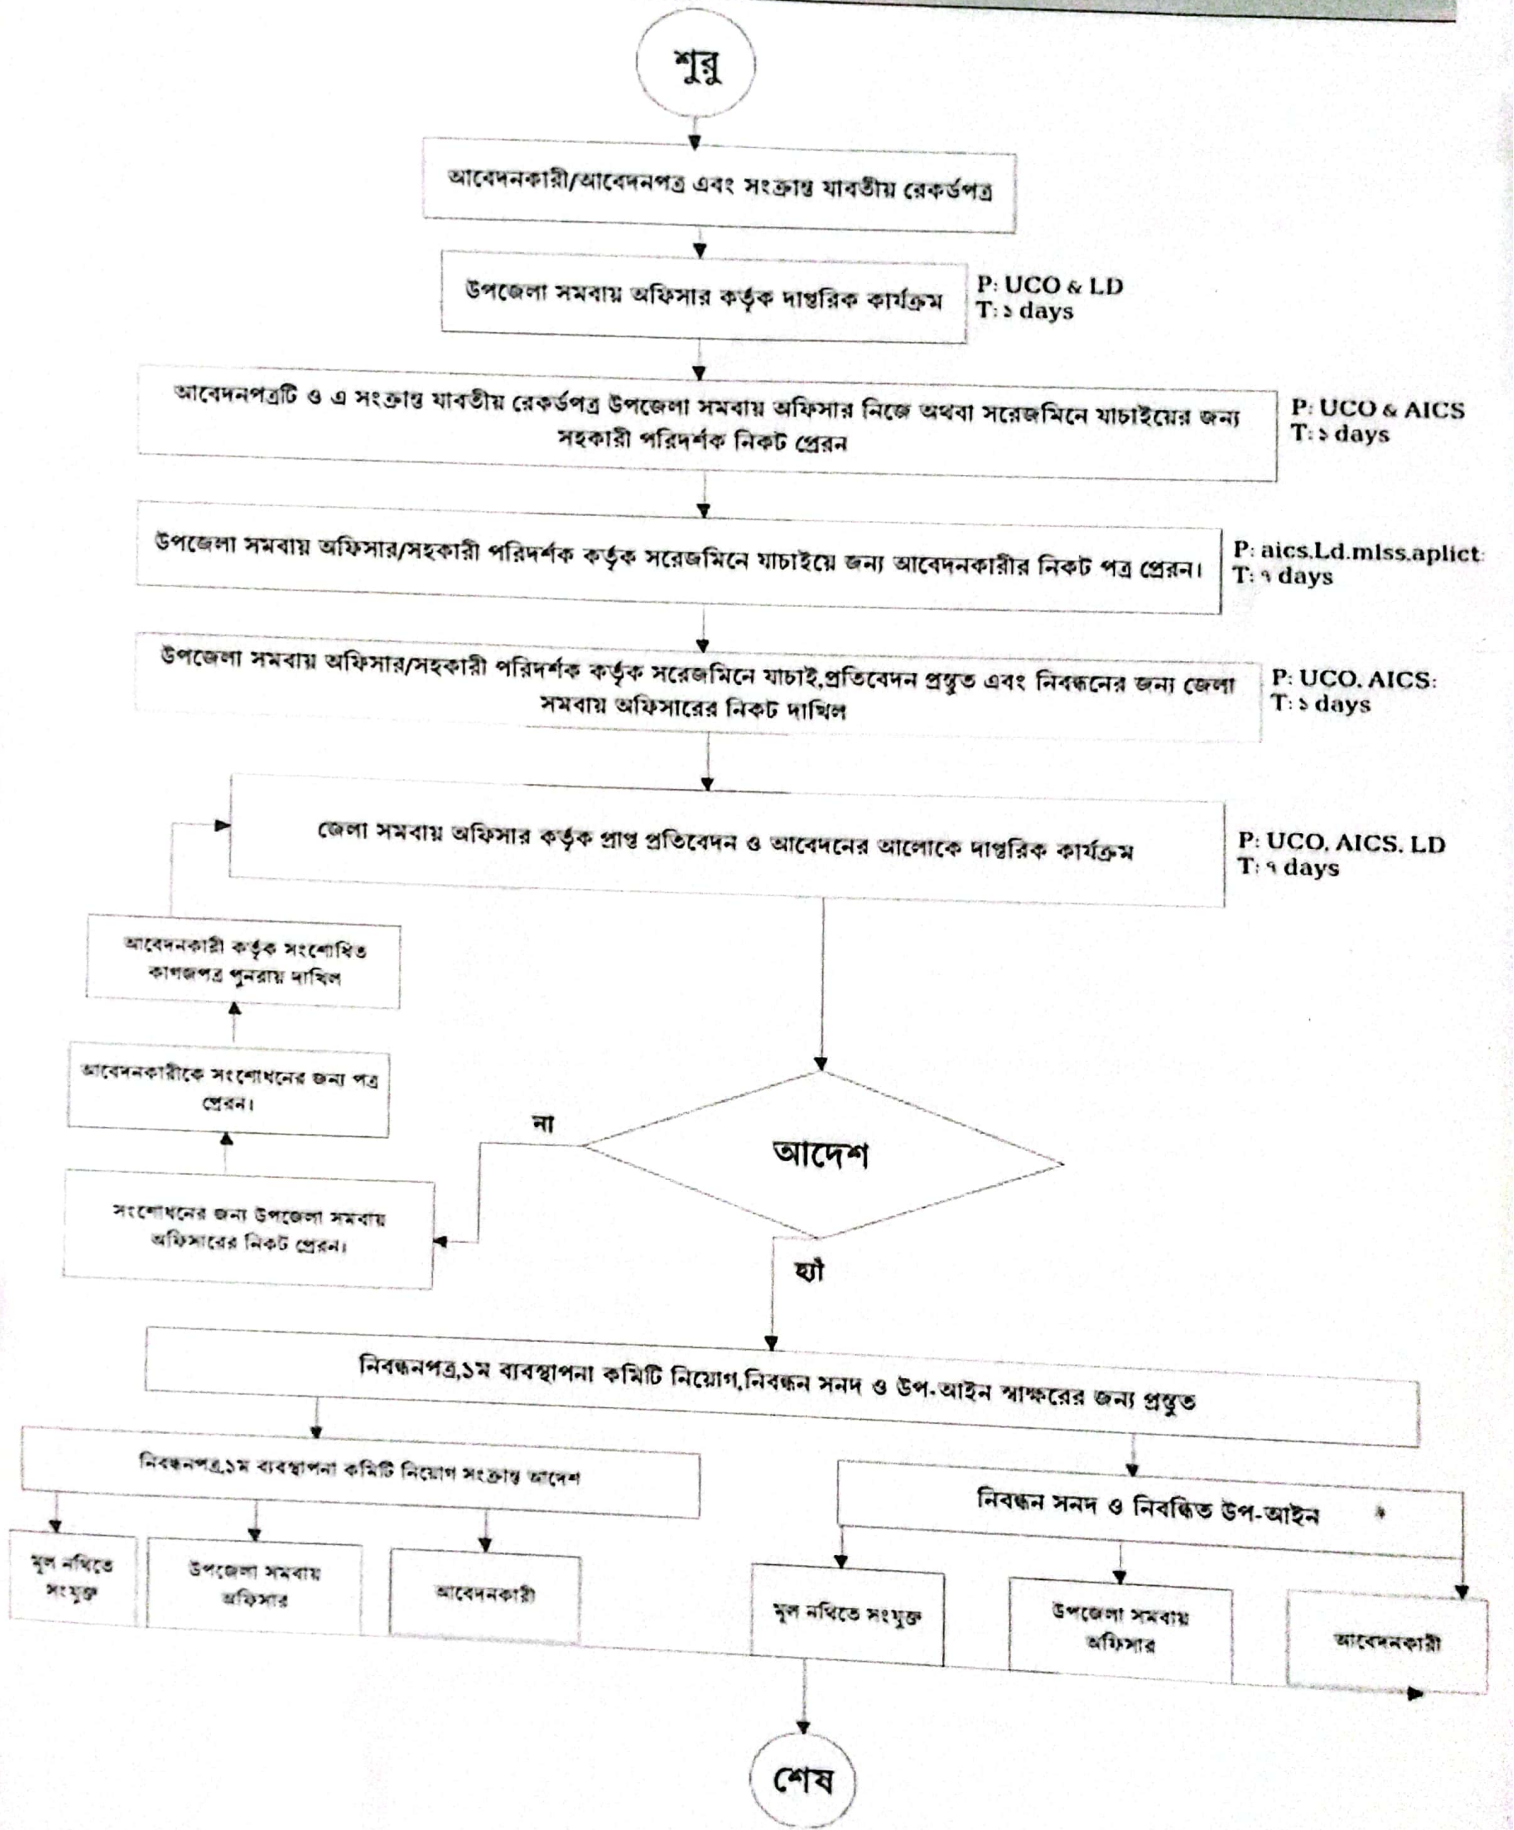 শুরু
আবেদনকারী/আবেদনপত্র এবং সংক্রান্ত যাবতীয় রেকর্ডপত্র
উপজেলা সমবায় অফিসার কর্তৃক দাপ্তরিক কার্যক্রম
P: UCO & LD
T: ১ days
আবেদনপত্রটি ও এ সংক্রান্ত যাবতীয় রেকর্ডপত্র উপজেলা সমবায় অফিসার নিজে অথবা সরেজমিনে যাচাইয়ের জন্য
সহকারী পরিদর্শক নিকট প্রেরন
P: UCO & AICS
T: ১ days
উপজেলা সমবায় অফিসার/সহকারী পরিদর্শক কর্তৃক সরেজমিনে যাচাইয়ে জন্য আবেদনকারীর নিকট পত্র প্রেরন।
P: aics.Ld.mlss.aplict:
T: ৭ days
উপজেলা সমবায় অফিসার/সহকারী পরিদর্শক কর্তৃক সরেজমিনে যাচাই,প্রতিবেদন প্রস্তুত এবং নিবন্ধনের জন্য জেলা
সমবায় অফিসারের নিকট দাখিল
P: UCO, AICS:
T: ১ days
জেলা সমবায় অফিসার কর্তৃক প্রাপ্ত প্রতিবেদন ও আবেদনের আলোকে দাপ্তরিক কার্যক্রম
P: UCO, AICS, LD
T: ৭ days
আবেদনকারী কর্তৃক সংশোধিত
কাগজপত্র পুনরায় দাখিল
আবেদনকারীকে সংশোধনের জন্য পত্র
প্রেরন।
না
আদেশ
সংশোধনের জন্য উপজেলা সমবায়
অফিসারের নিকট প্রেরন।
হ্যাঁ
নিবন্ধনপত্র,১ম ব্যবস্থাপনা কমিটি নিয়োগ,নিবন্ধন সনদ ও উপ-আইন স্বাক্ষরের জন্য প্রস্তুত
নিবন্ধনপত্র,১ম ব্যবস্থাপনা কমিটি নিয়োগ সংক্রান্ত আদেশ
নিবন্ধন সনদ ও নিবন্ধিত উপ-আইন
মূল নথিতে
সংযুক্ত
উপজেলা সমবায়
অফিসার
আবেদনকারী
মূল নথিতে সংযুক্ত
উপজেলা সমবায়
অফিসার
আবেদনকারী
শেষ